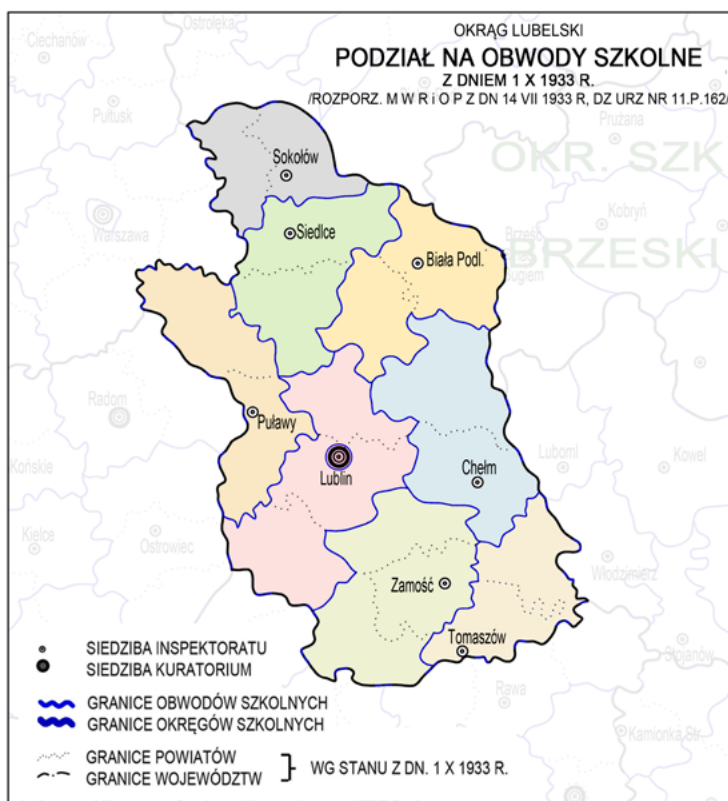 OKRĄG LUBELSKI
PODZIAŁ NA OBWODY SZKOLNE
Z DNIEM 1 X 1933 R.
/ROZPORZ. M W R i O P Z DN 14 VII 1933 R, DZ URZ NR 11.P.162/
Ostrołęka
Ciechanów
Pułtusk
Prużana
Sokołów
OKR. SZK
Warszawa
Siedlce
Kobryń
Brześć
BRZESKI
Biała Podl.
Bugiem
Radom
Puławy
Luboml
Kowel
Końskie
Lublin
Chełm
Kielce
Ostrowiec
Włodzimierz
Zamość
Tomaszów
Stojanów
Rawa
Kamionka Str.
SIEDZIBA INSPEKTORATU
SIEDZIBA KURATORIUM
GRANICE OBWODÓW SZKOLNYCH
GRANICE OKRĘGÓW SZKOLNYCH
GRANICE POWIATÓW
GRANICE WOJEWÓDZTW
} WG STANU Z DN. 1 X 1933 R.